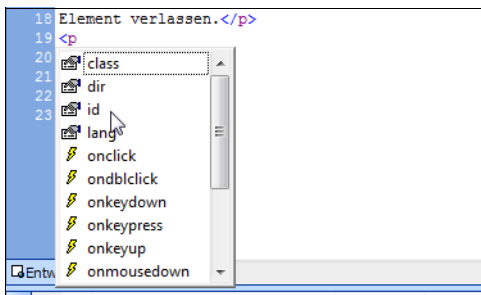 18 Element verlassen.</p>
19 <p
20
21
22
23
class
dir
id
lang
onclick
ondblclick
onkeydown
onkeypress
onkeyup
onmousedown
Entw